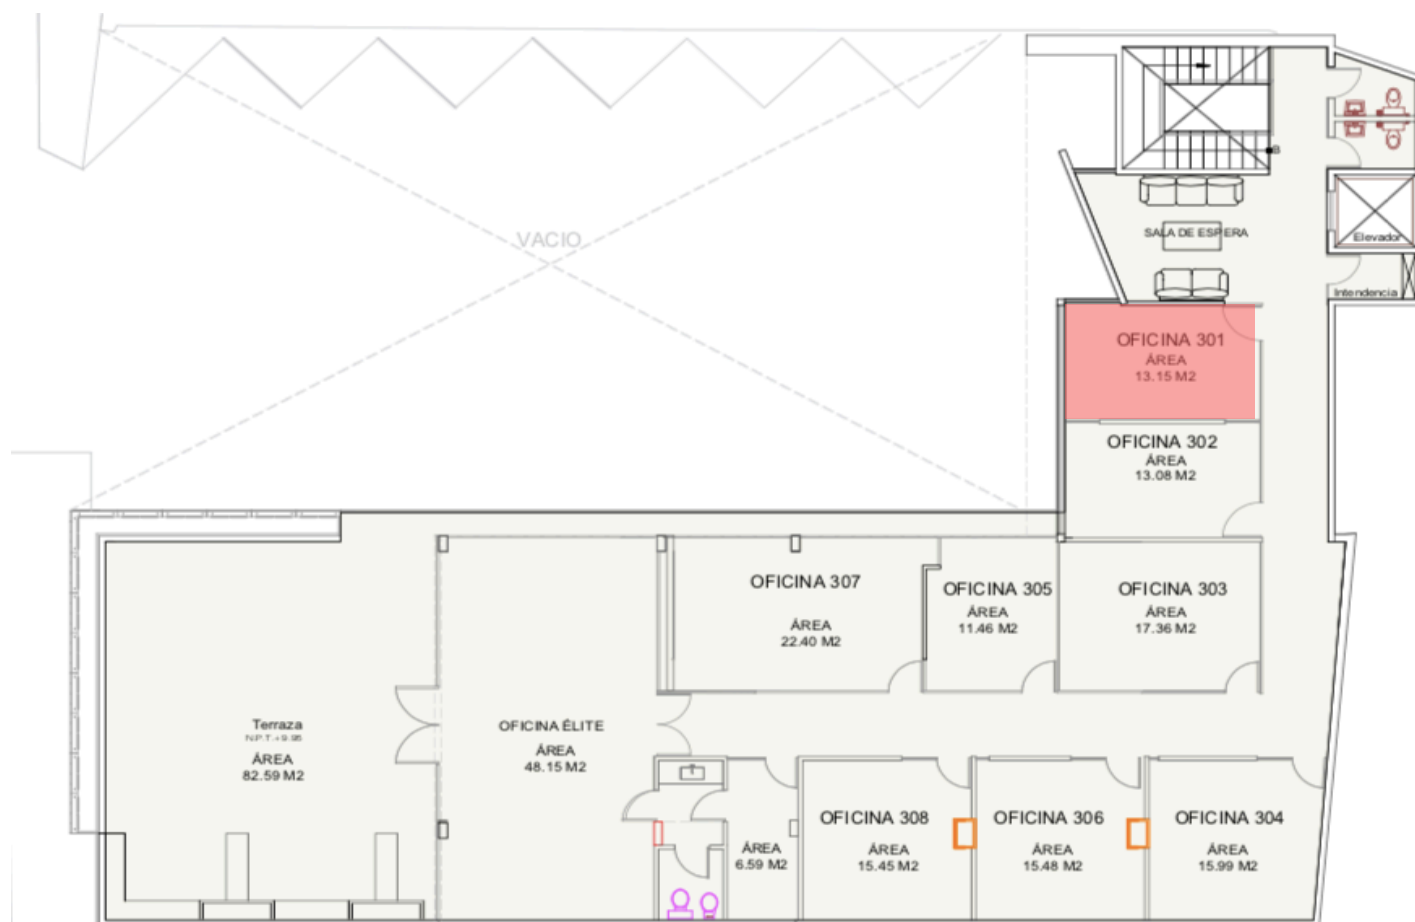 VACIO
B
SALA DE ESPERA
Elevador
Intendencia
OFICINA 301
ÁREA
13.15 M2
OFICINA 302
ÁREA
13.08 M2
OFICINA 307
ÁREA
22.40 M2
OFICINA 305
ÁREA
11.46 M2
OFICINA 303
ÁREA
17.36 M2
Terraza
N.P.T.+9.95
ÁREA
82.59 M2
OFICINA ÉLITE
ÁREA
48.15 M2
ÁREA
6.59 M2
OFICINA 308
ÁREA
15.45 M2
OFICINA 306
ÁREA
15.48 M2
OFICINA 304
ÁREA
15.99 M2